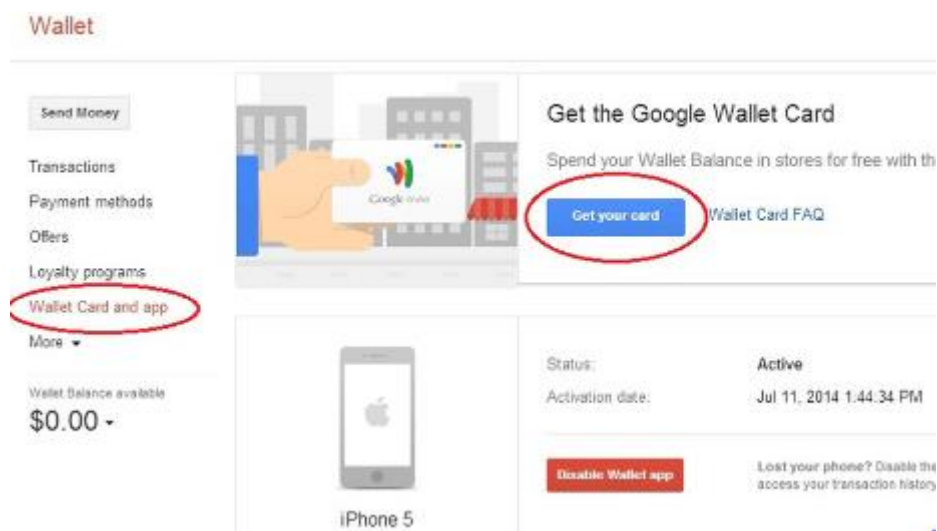 Wallet
Send Money
Transactions
Payment methods
Offers
Loyalty programs
Wallet Card and app
More
Wallet Balance available
$0.00
Google
Get the Google Wallet Card
Spend your Wallet Balance in stores for free with th
Get your card
Wallet Card FAQ
iPhone 5
Status: Active
Activation date: Jul 11, 2014 1:44:34 PM
Disable Wallet app
Lost your phone? Disable the
access your transaction history